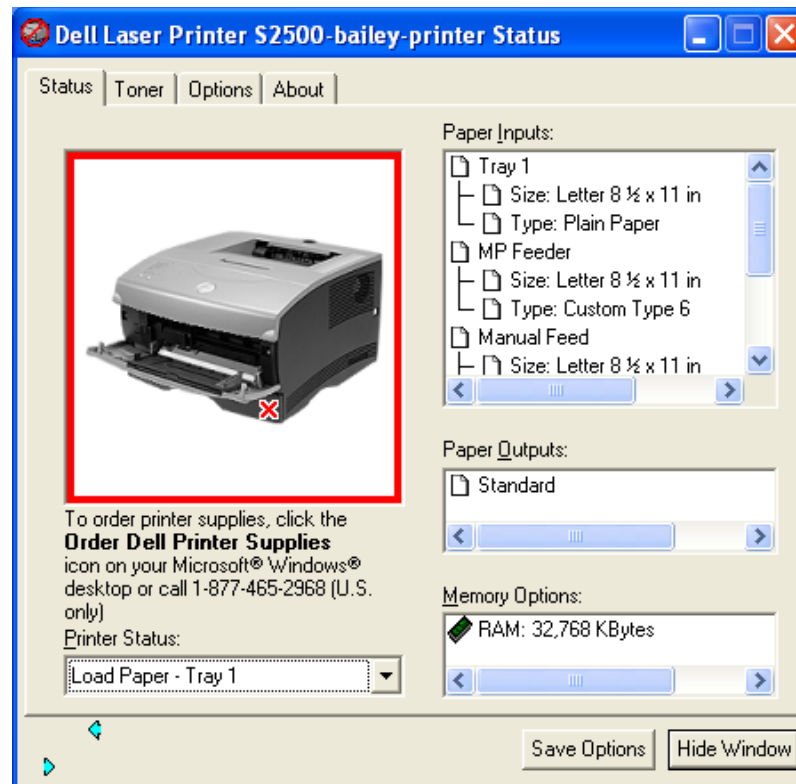 Dell Laser Printer S2500-bailey-printer Status
Status
Toner
Options
About
To order printer supplies, click the
Order Dell Printer Supplies
icon on your Microsoft® Windows®
desktop or call 1-877-465-2968 (U.S.
only)
Printer Status:
Load Paper - Tray 1
Paper Inputs:
Tray 1
Size: Letter 8 ½ x 11 in
Type: Plain Paper
MP Feeder
Size: Letter 8 ½ x 11 in
Type: Custom Type 6
Manual Feed
Size: Letter 8 ½ x 11 in
Paper Outputs:
Standard
Memory Options:
RAM: 32,768 KBytes
Save Options
Hide Window